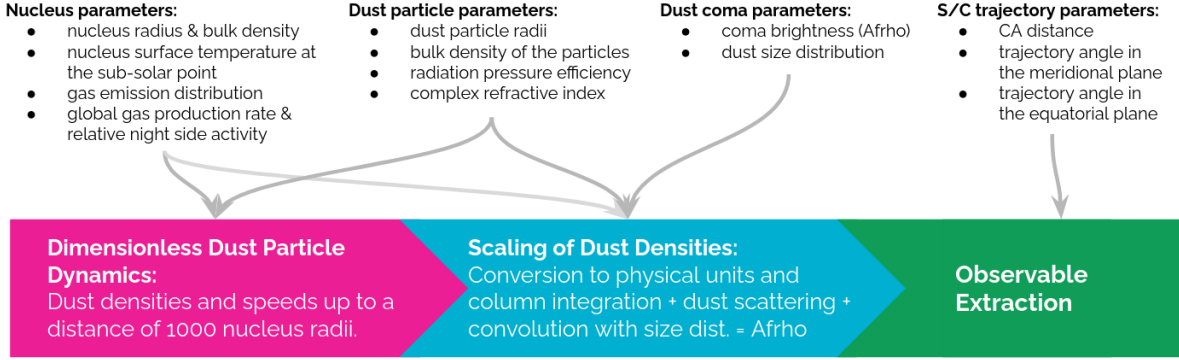 Nucleus parameters:
● nucleus radius & bulk density
● nucleus surface temperature at
the sub-solar point
● gas emission distribution
● global gas production rate &
relative night side activity
Dust particle parameters:
● dust particle radii
● bulk density of the particles
● radiation pressure efficiency
● complex refractive index
Dust coma parameters:
● coma brightness (Afrho)
● dust size distribution
S/C trajectory parameters:
● CA distance
● trajectory angle in
the meridional plane
● trajectory angle in
the equatorial plane
Dimensionless Dust Particle
Dynamics:
Dust densities and speeds up to a
distance of 1000 nucleus radii.
Scaling of Dust Densities:
Conversion to physical units and
column integration + dust scattering +
convolution with size dist. = Afrho
Observable
Extraction